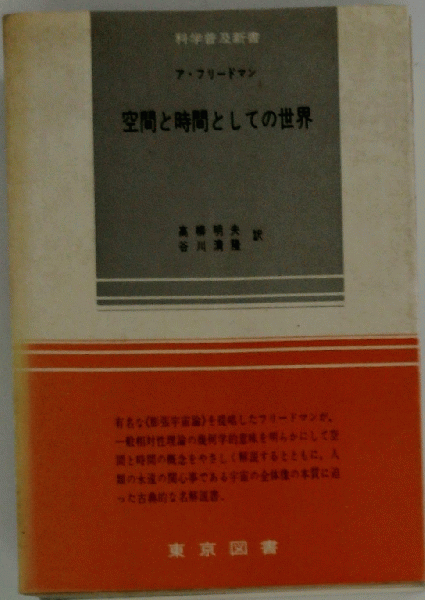 科学普及新書
ア・フリードマン
空間と時間としての世界
高柳明夫
谷川清隆
訳
有名な《膨張宇宙論》を提唱したフリードマンが、
一般相対性理論の幾何学的意味を明らかにして空
間と時間の概念をやさしく解説するとともに、人
類の永遠の関心事である宇宙の全体像の本質に迫
った古典的な名解説書。
東京図書